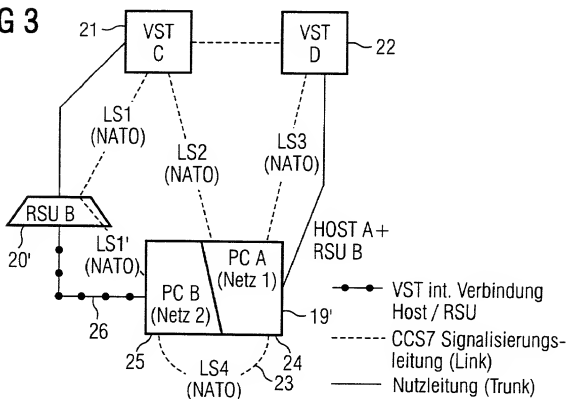 G 3
21
VST
C
VST
D
22
LS1
(NATO)
LS2
(NATO)
LS3
(NATO)
RSU B
20'
LS1'
(NATO)
HOST A+
RSU B
PC A
(Netz 1)
PC B
(Netz 2)
26
19'
25
24
LS4
(NATO)
23
VST int. Verbindung
Host / RSU
CCS7 Signalisierungs-
leitung (Link)
Nutzleitung (Trunk)